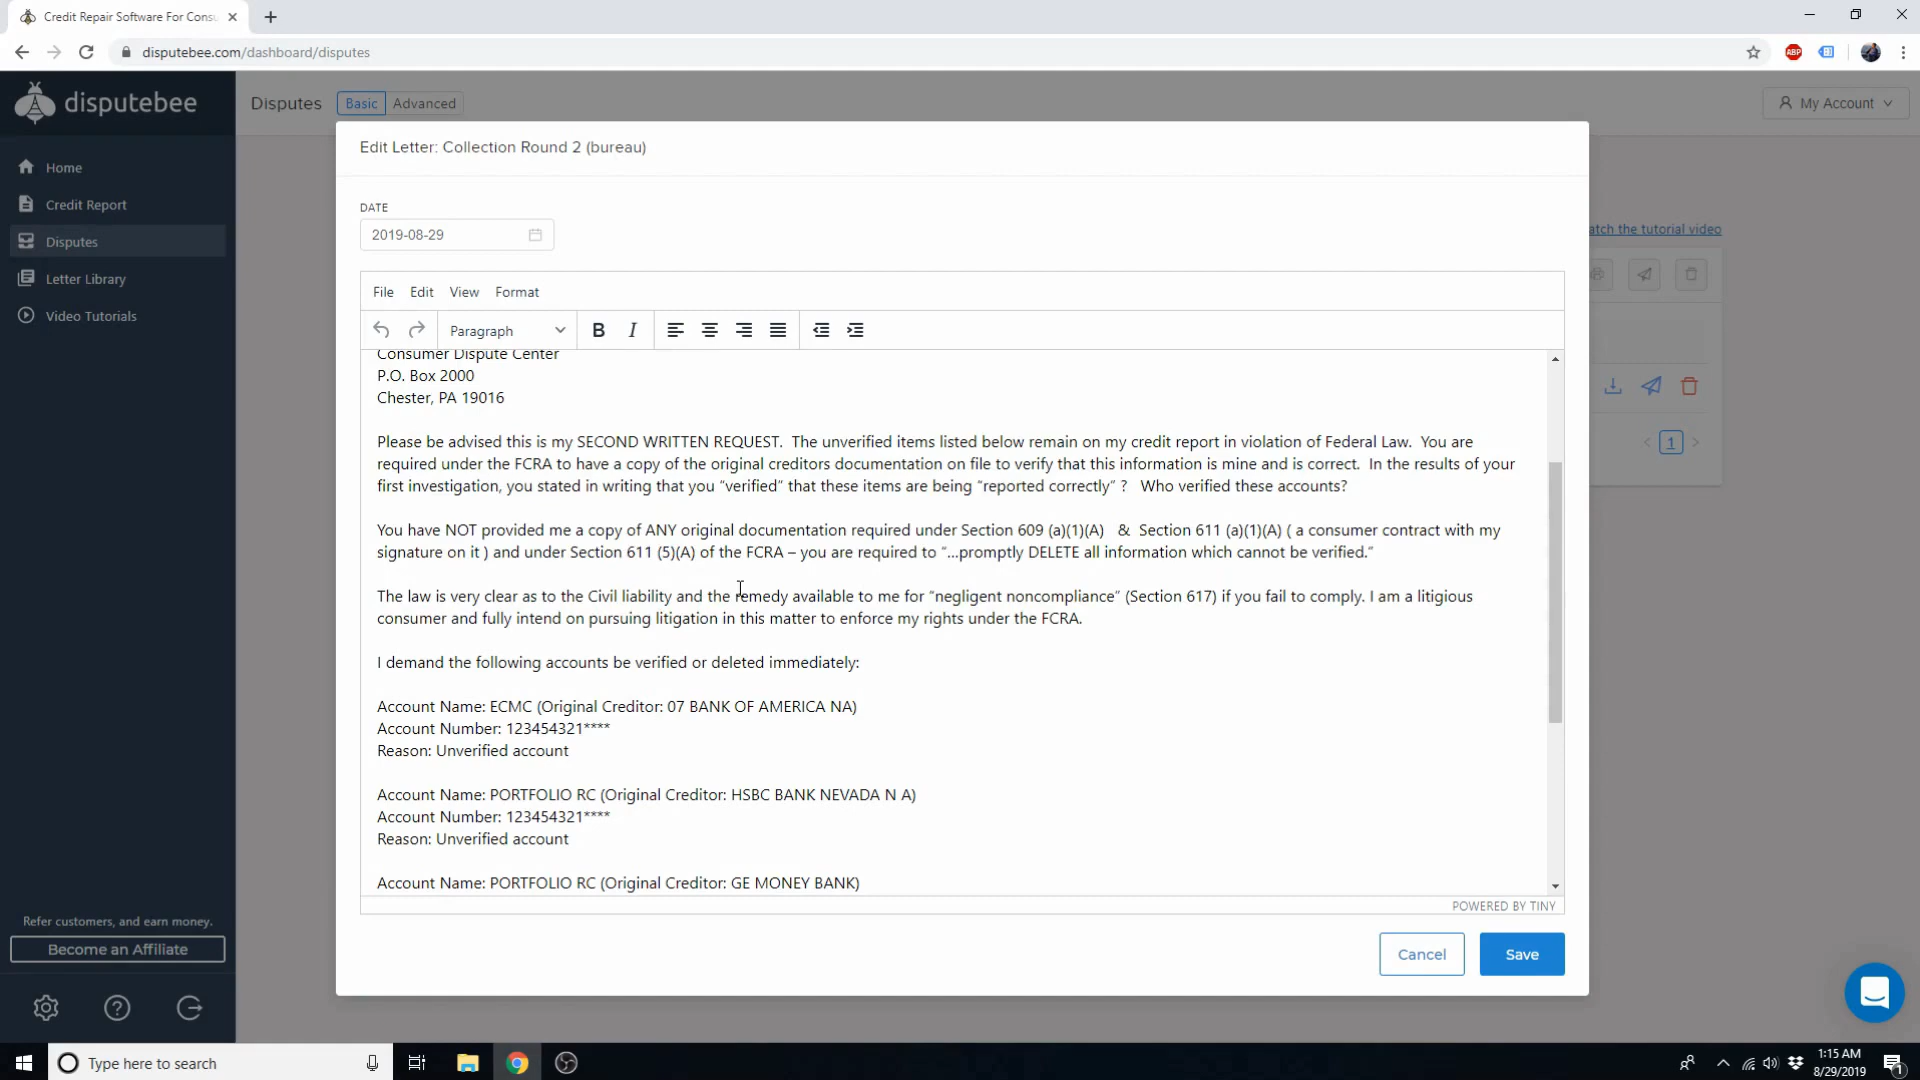 Credit Repair Software For Consu
disputebee.com/dashboard/disputes
ABP
disputebee
Disputes
Basic
Advanced
My Account
Home
Credit Report
Disputes
Letter Library
Video Tutorials
Edit Letter: Collection Round 2 (bureau)
DATE
2019-08-29
atch the tutorial video
File Edit View Format
Paragraph
B I
Consumer Dispute Center
P.O. Box 2000
Chester, PA 19016
Please be advised this is my SECOND WRITTEN REQUEST.  The unverified items listed below remain on my credit report in violation of Federal Law.  You are
required under the FCRA to have a copy of the original creditors documentation on file to verify that this information is mine and is correct.  In the results of your
first investigation, you stated in writing that you “verified” that these items are being “reported correctly” ?   Who verified these accounts?
You have NOT provided me a copy of ANY original documentation required under Section 609 (a)(1)(A)   &  Section 611 (a)(1)(A) ( a consumer contract with my
signature on it ) and under Section 611 (5)(A) of the FCRA – you are required to “...promptly DELETE all information which cannot be verified.”
The law is very clear as to the Civil liability and the remedy available to me for “negligent noncompliance” (Section 617) if you fail to comply. I am a litigious
consumer and fully intend on pursuing litigation in this matter to enforce my rights under the FCRA.
I demand the following accounts be verified or deleted immediately:
Account Name: ECMC (Original Creditor: 07 BANK OF AMERICA NA)
Account Number: 123454321****
Reason: Unverified account
Account Name: PORTFOLIO RC (Original Creditor: HSBC BANK NEVADA N A)
Account Number: 123454321****
Reason: Unverified account
Account Name: PORTFOLIO RC (Original Creditor: GE MONEY BANK)
POWERED BY TINY
Cancel
Save
1
Refer customers, and earn money.
Become an Affiliate
Type here to search
1:15 AM
8/29/2019
1